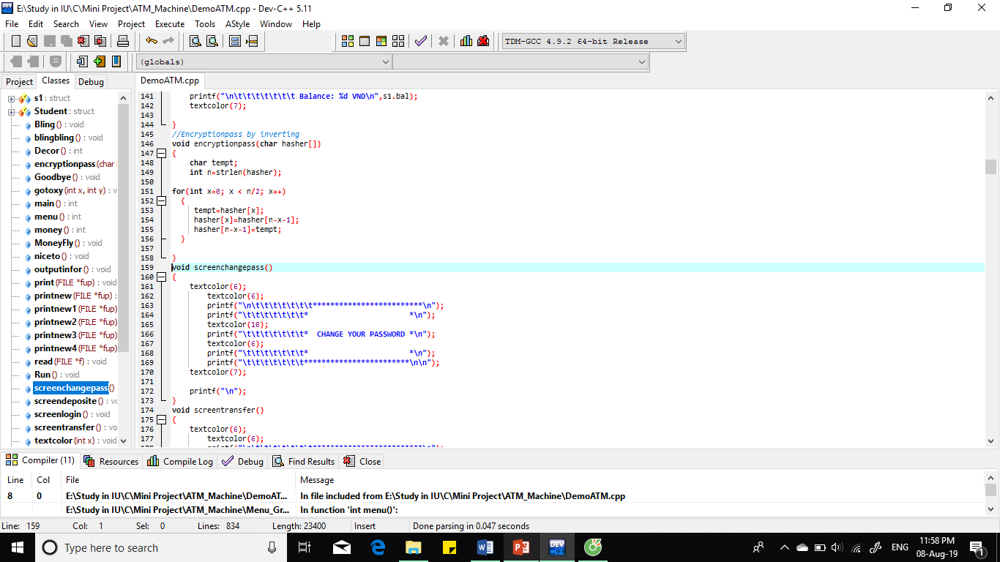 E:\Study in IU\C\Mini Project\ATM_Machine\DemoATM.cpp - Dev-C++ 5.11
File Edit Search View Project Execute Tools AStyle Window Help
TDM-GCC 4.9.2 64-bit Release
(globals)
Project Classes Debug
DemoATM.cpp
s1 : struct
Student : struct
Bling () : void
blingbling () : void
Decor () : int
encryptionpass (char
Goodbye () : void
gotoxy (int x, int y) : v
main () : int
menu () : int
money () : int
MoneyFly () : void
niceto () : void
outputinfor () : void
print (FILE *fup) : void
printnew (FILE *fup) :
printnew1 (FILE *fup)
printnew2 (FILE *fup)
printnew3 (FILE *fup)
printnew4 (FILE *fup)
read (FILE *f) : void
Run () : void
screenchangepass ()
screendeposite () : vo
screenlogin () : void
screentransfer () : vo
textcolor (int x) : void
141 printf("\n\t\t\t\t\t\t\t Balance: %d VND\n",s1.bal);
142 textcolor(7);
143
144 }
145 //Encryptionpass by inverting
146 void encryptionpass(char hasher[])
147 {
148 char tempt;
149 int n=strlen(hasher);
150
151 for(int x=0; x < n/2; x++)
152 {
153 tempt=hasher[x];
154 hasher[x]=hasher[n-x-1];
155 hasher[n-x-1]=tempt;
156 }
157
158 }
159 void screenchangepass()
160 {
161 textcolor(6);
162 textcolor(6);
163 printf("\n\t\t\t\t\t\t\t*************************\n");
164 printf("\t\t\t\t\t\t\t* *\n");
165 textcolor(10);
166 printf("\t\t\t\t\t\t\t* CHANGE YOUR PASSWORD *\n");
167 textcolor(6);
168 printf("\t\t\t\t\t\t\t* *\n");
169 printf("\t\t\t\t\t\t\t************************\n\n");
170 textcolor(7);
171
172 printf("\n");
173 }
174 void screentransfer()
175 {
176 textcolor(6);
177 textcolor(6);
Compiler (11) Resources Compile Log Debug Find Results Close
Line Col File Message
8 0 E:\Study in IU\C\Mini Project\ATM_Machine\DemoAT... In file included from E:\Study in IU\C\Mini Project\ATM_Machine\DemoATM.cpp
E:\Study in IU\C\Mini Project\ATM_Machine\Menu_Gr... In function 'int menu()':
Line: 159 Col: 1 Sel: 0 Lines: 834 Length: 23400 Insert Done parsing in 0.047 seconds
Type here to search
ENG
11:58 PM
08-Aug-19
1